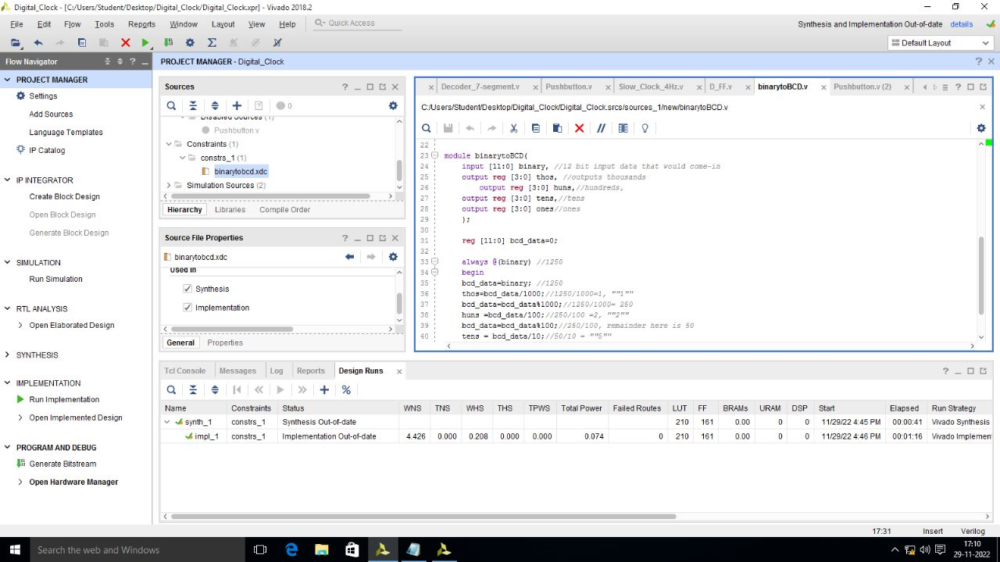 Digital_Clock - [C:/Users/Student/Desktop/Digital_Clock/Digital_Clock.xpr] - Vivado 2018.2
File Edit Flow Tools Reports Window Layout View Help Quick Access
Synthesis and Implementation Out-of-date details
Default Layout
Flow Navigator
PROJECT MANAGER
Settings
Add Sources
Language Templates
IP Catalog
IP INTEGRATOR
Create Block Design
Open Block Design
Generate Block Design
SIMULATION
Run Simulation
RTL ANALYSIS
Open Elaborated Design
SYNTHESIS
IMPLEMENTATION
Run Implementation
Open Implemented Design
PROGRAM AND DEBUG
Generate Bitstream
Open Hardware Manager
PROJECT MANAGER - Digital_Clock
Sources
0
Disabled Sources (1)
Pushbutton.v
Constraints (1)
constrs_1 (1)
binarytobcd.xdc
Simulation Sources (2)
Hierarchy Libraries Compile Order
Source File Properties
binarytobcd.xdc
Used In
Synthesis
Implementation
General Properties
Decoder_7-segment.v Pushbutton.v Slow_Clock_4Hz.v D_FF.v binarytoBCD.v Pushbutton.v (2)
C:/Users/Student/Desktop/Digital_Clock/Digital_Clock.srcs/sources_1/new/binarytoBCD.v
22
23 module binarytoBCD(
24 input [11:0] binary, //12 bit input data that would come-in
25 output reg [3:0] thos, //outputs thousands
26 output reg [3:0] huns,//hundreds,
27 output reg [3:0] tens,//tens
28 output reg [3:0] ones//ones
29 );
30
31 reg [11:0] bcd_data=0;
32
33 always @(binary) //1250
34 begin
35 bcd_data=binary; //1250
36 thos=bcd_data/1000;//1250/1000=1, ""1""
37 bcd_data=bcd_data%1000;//1250/1000= 250
38 huns =bcd_data/100;//250/100 =2, ""2""
39 bcd_data=bcd_data%100;//250/100, remainder here is 50
40 tens = bcd_data/10;//50/10 = ""5""
Tcl Console Messages Log Reports Design Runs
Name Constraints Status WNS TNS WHS THS TPWS Total Power Failed Routes LUT FF BRAMs URAM DSP Start Elapsed Run Strategy
synth_1 constrs_1 Synthesis Out-of-date 210 161 0.00 0 0 11/29/22 4:45 PM 00:00:41 Vivado Synthesis
impl_1 constrs_1 Implementation Out-of-date 4.426 0.000 0.208 0.000 0.000 0.074 0 210 161 0.00 0 0 11/29/22 4:46 PM 00:01:16 Vivado Implemen
17:31 Insert Verilog
Search the web and Windows
17:10
29-11-2022